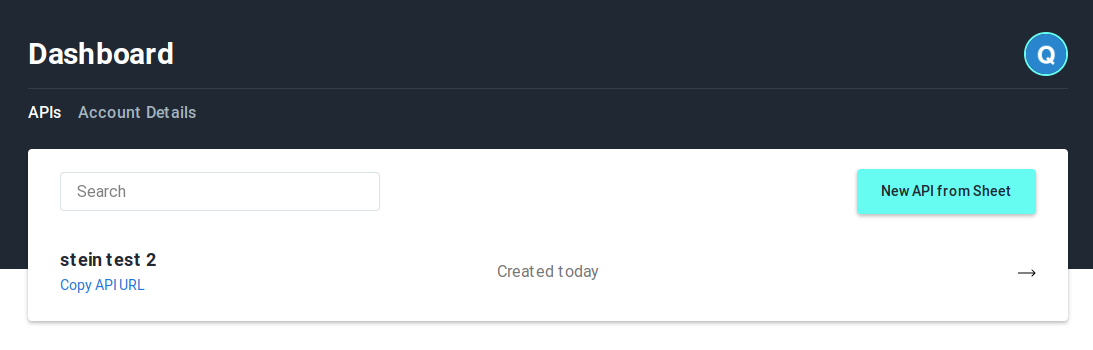 Dashboard
Q
APIs Account Details
Search
New API from Sheet
stein test 2
Copy API URL
Created today